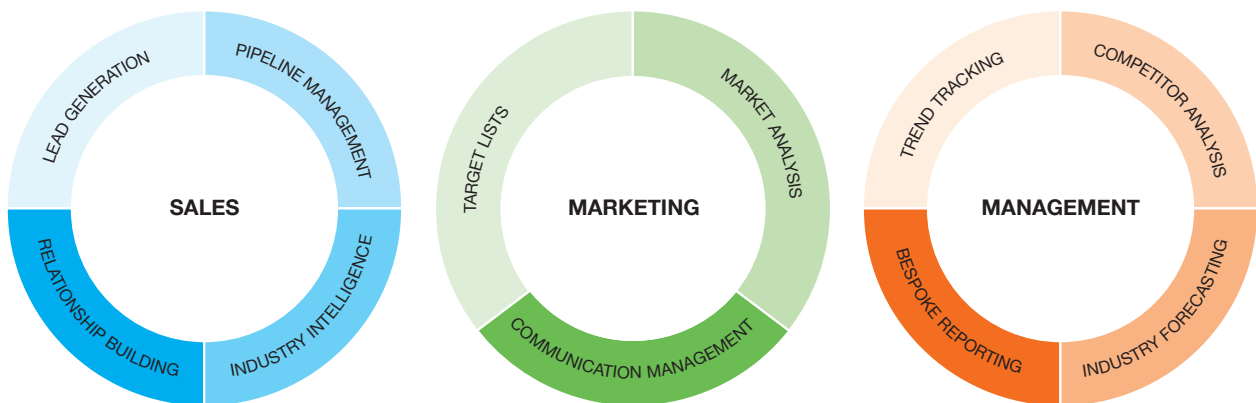 LEAD GENERATION
PIPELINE MANAGEMENT
INDUSTRY INTELLIGENCE
RELATIONSHIP BUILDING
SALES
TARGET LISTS
MARKET ANALYSIS
COMMUNICATION MANAGEMENT
MARKETING
TREND TRACKING
COMPETITOR ANALYSIS
INDUSTRY FORECASTING
BESPOKE REPORTING
MANAGEMENT